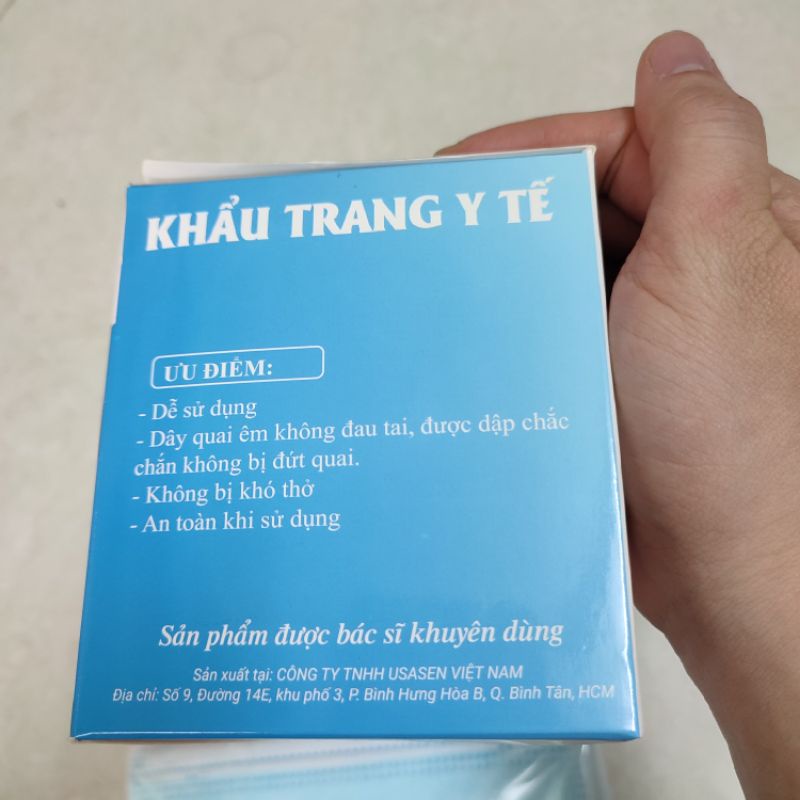 KHẨU TRANG Y TẾ
ƯU ĐIỂM:
- Dễ sử dụng
- Dây quai êm không đau tai, được dập chắc
chắn không bị đứt quai.
- Không bị khó thở
- An toàn khi sử dụng
Sản phẩm được bác sĩ khuyên dùng
Sản xuất tại: CÔNG TY TNHH USASEN VIỆT NAM
Địa chỉ: Số 9, Đường 14E, khu phố 3, P. Bình Hưng Hòa B, Q. Bình Tân, HCM